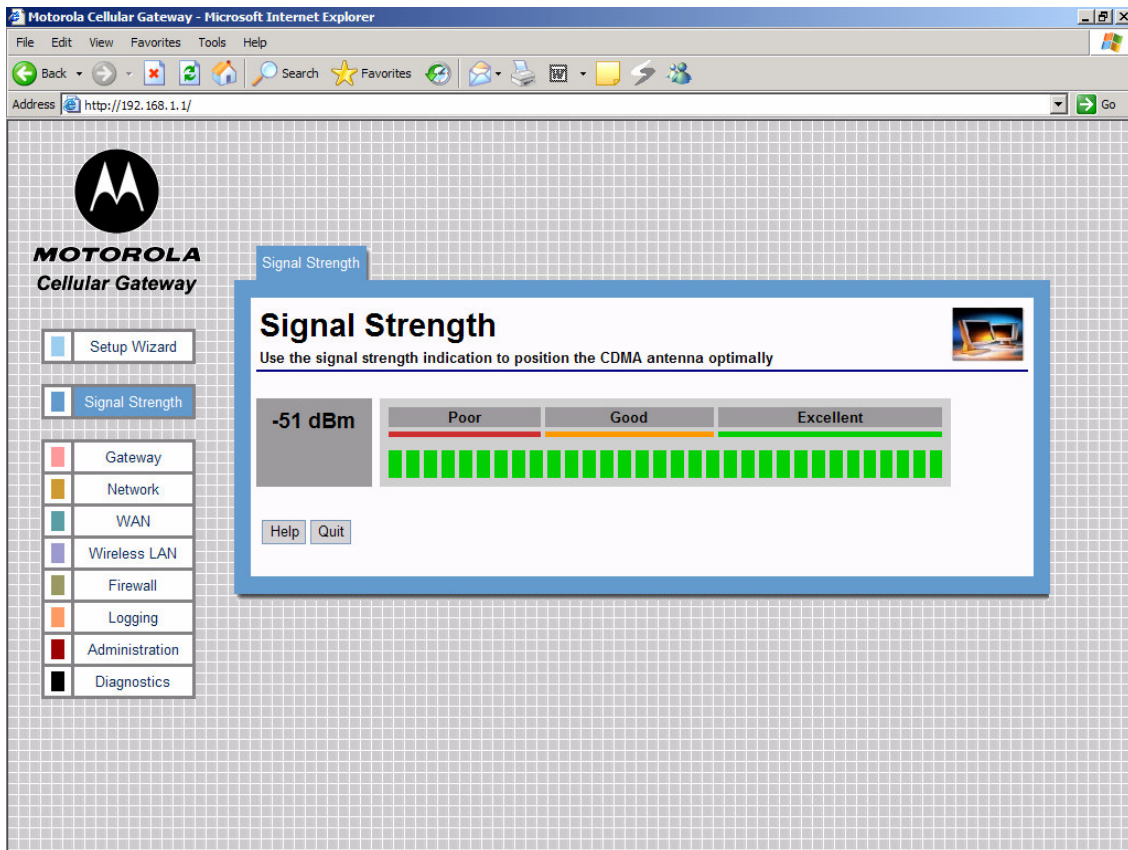 Motorola Cellular Gateway - Microsoft Internet Explorer
File Edit View Favorites Tools Help
Back Search Favorites
Address http://192.168.1.1/ Go
MOTOROLA
Cellular Gateway
Setup Wizard
Signal Strength
Gateway
Network
WAN
Wireless LAN
Firewall
Logging
Administration
Diagnostics
Signal Strength
Signal Strength
Use the signal strength indication to position the CDMA antenna optimally
-51 dBm Poor Good Excellent
Help Quit